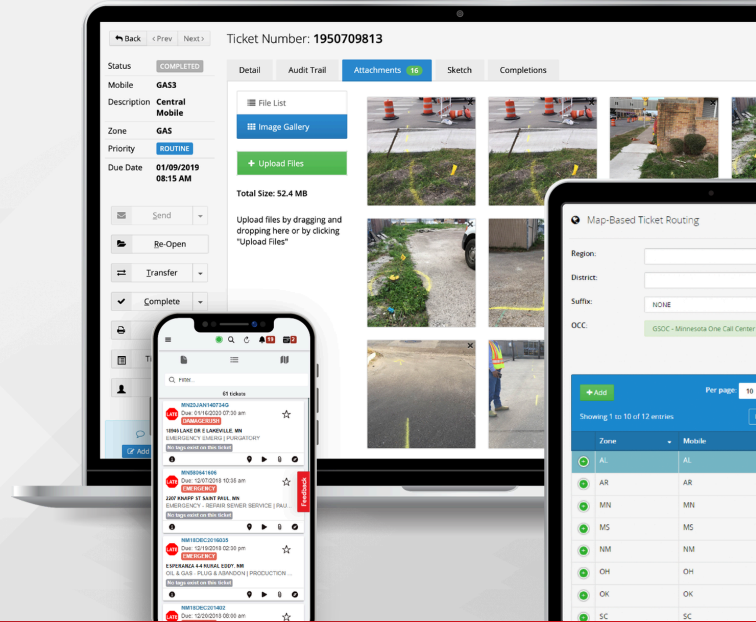 Back
< Prev
Next >
Ticket Number: 1950709813
Status
COMPLETED
Mobile
GAS3
Description
Central
Mobile
Zone
GAS
Priority
ROUTINE
Due Date
01/09/2019
08:15 AM
Send
Re-Open
Transfer
Complete
Ti
Add
Detail
Audit Trail
Attachments 16
Sketch
Completions
File List
Image Gallery
+ Upload Files
Total Size: 52.4 MB
Upload files by dragging and
dropping here or by clicking
"Upload Files"
Filter...
61 tickets
MN20JAN140734G
LATE
Due: 01/16/2020 07:30 am
DAMAGERUSH
16945 LAKE DR E LAKEVILLE, MN
EMERGENCY EMERG | PURGATORY
No tags exist on this ticket
MN580641606
LATE
Due: 12/07/2018 10:35 am
EMERGENCY
2207 KNAPP ST SAINT PAUL, MN
EMERGENCY - REPAIR SEWER SERVICE | PAU...
No tags exist on this ticket
NM18DEC2016035
LATE
Due: 12/19/2018 02:30 pm
EMERGENCY
ESPERANZA 4-4 RURAL EDDY, NM
OIL & GAS - PLUG & ABANDON | PRODUCTION ...
No tags exist on this ticket
NM18DEC201402
LATE
Due: 12/20/2018 08:00 am
Feedback
Map-Based Ticket Routing
Region:
District:
Suffix:
NONE
OCC:
GSOC - Minnesota One Call Center
+ Add
Per page: 10
Showing 1 to 10 of 12 entries
Zone
Mobile
AL
AL
AR
AR
MN
MN
MS
MS
NM
NM
OH
OH
OK
OK
SC
SC